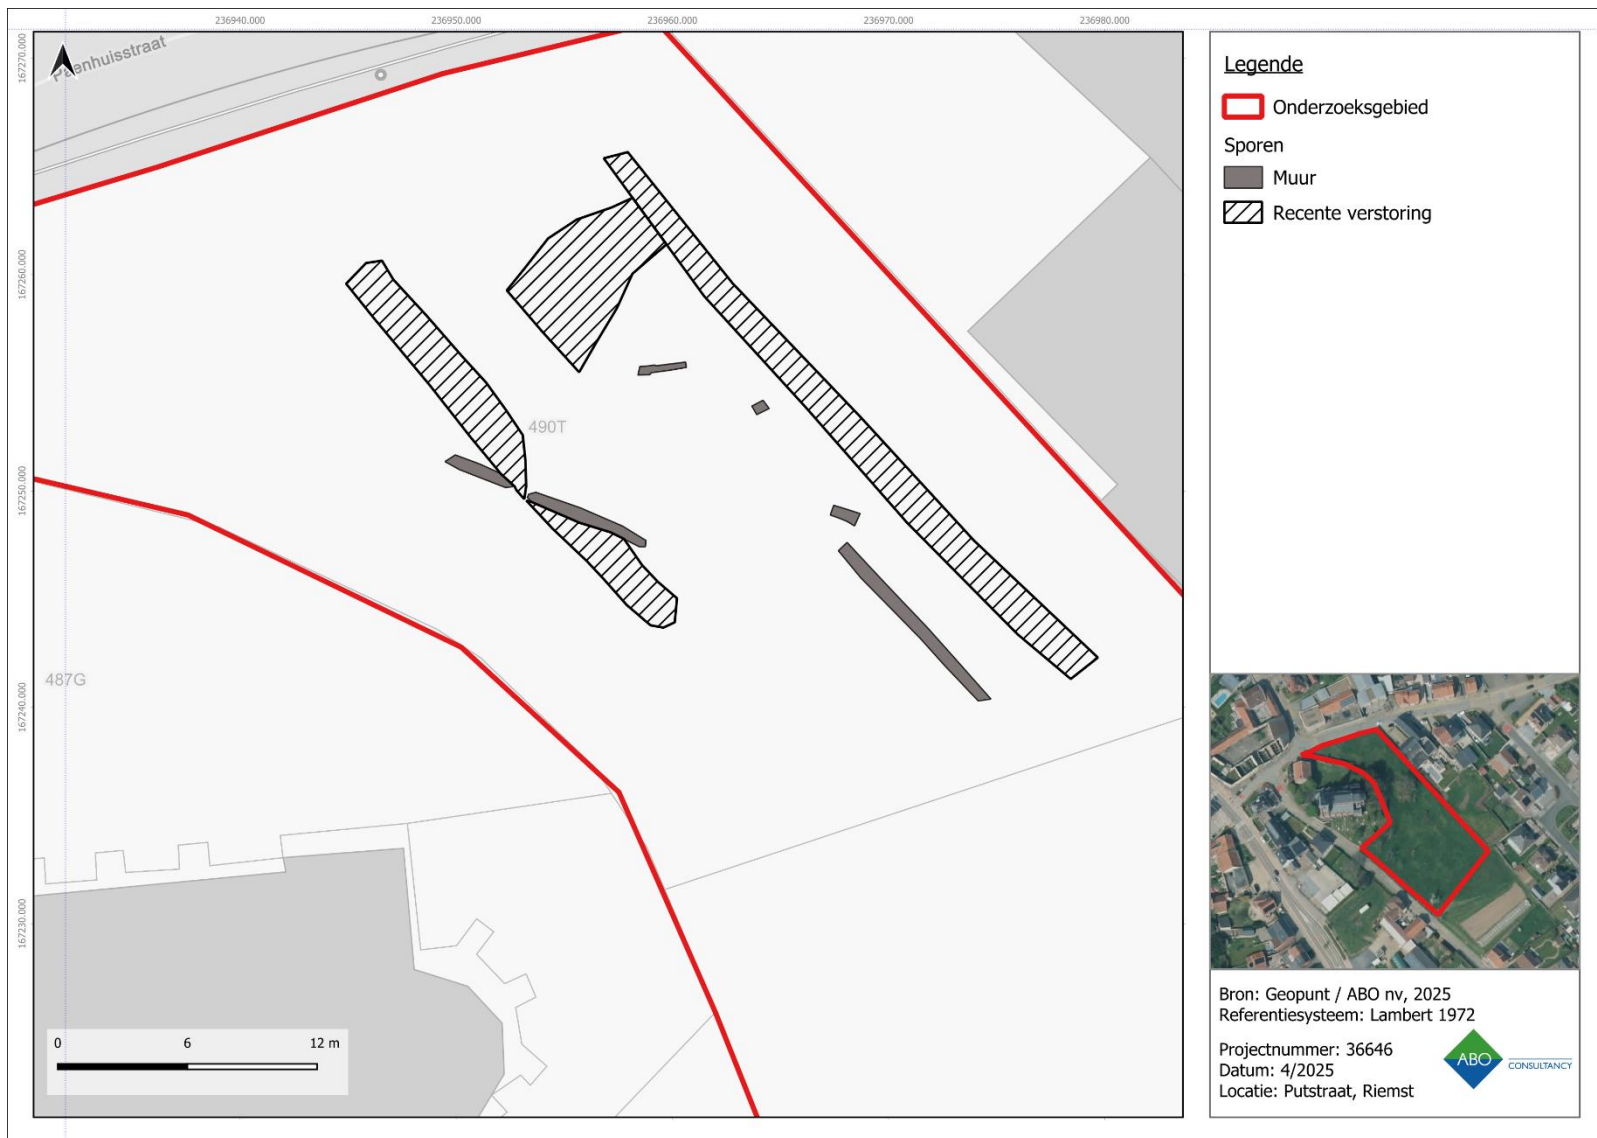 236940.000 236950.000 236960.000 236970.000 236980.000
167270.000
167260.000
167250.000
167240.000
167230.000
Paenhuisstraat
490T
487G
0 6 12 m
Legende
Onderzoeksgebied
Sporen
Muur
Recente verstoring
Bron: Geopunt / ABO nv, 2025
Referentiesysteem: Lambert 1972
Projectnummer: 36646
Datum: 4/2025
Locatie: Putstraat, Riemst
ABO
CONSULTANCY